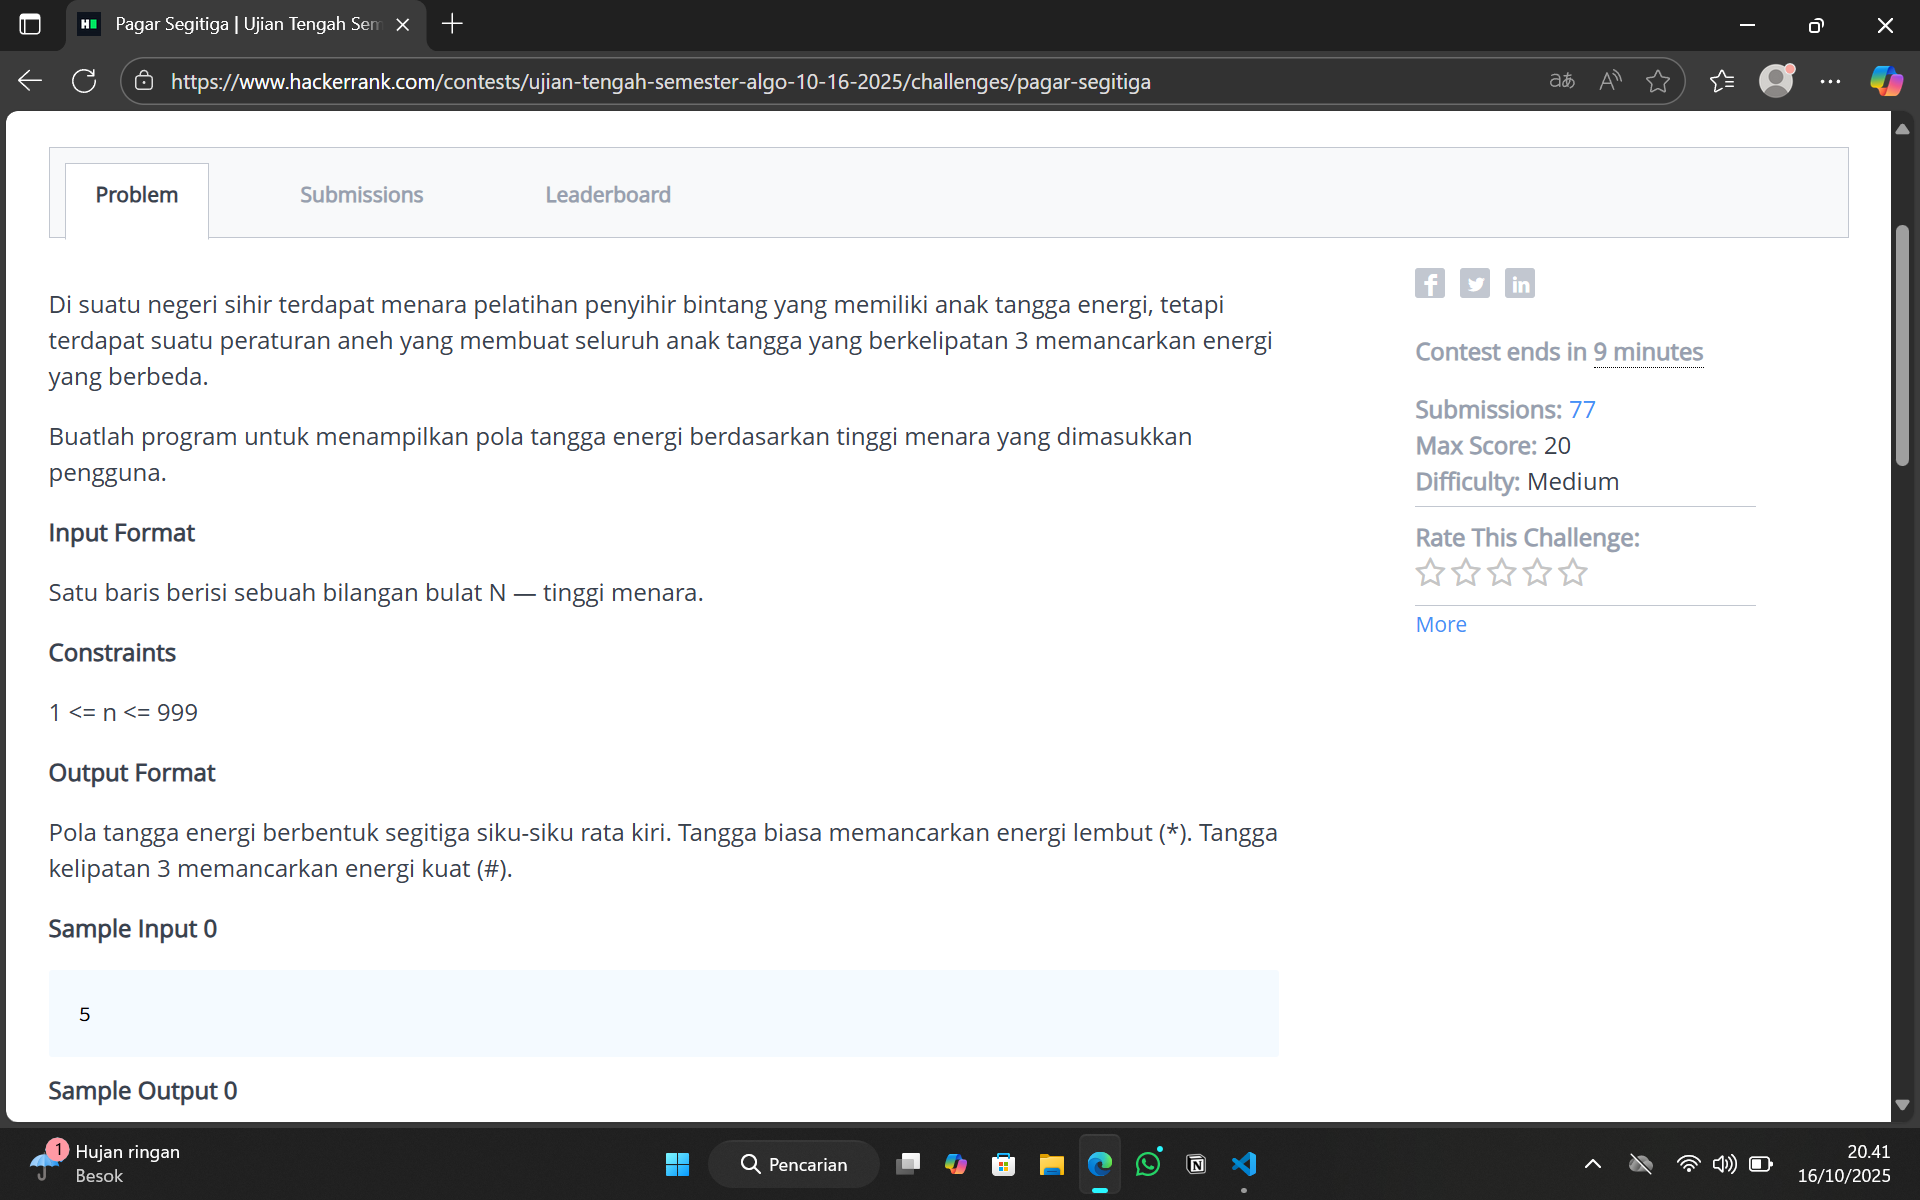 Pagar Segitiga | Ujian Tengah Sem
https://www.hackerrank.com/contests/ujian-tengah-semester-algo-10-16-2025/challenges/pagar-segitiga
Problem
Submissions
Leaderboard
Di suatu negeri sihir terdapat menara pelatihan penyihir bintang yang memiliki anak tangga energi, tetapi
terdapat suatu peraturan aneh yang membuat seluruh anak tangga yang berkelipatan 3 memancarkan energi
yang berbeda.
Buatlah program untuk menampilkan pola tangga energi berdasarkan tinggi menara yang dimasukkan
pengguna.
Input Format
Satu baris berisi sebuah bilangan bulat N — tinggi menara.
Constraints
1 <= n <= 999
Output Format
Pola tangga energi berbentuk segitiga siku-siku rata kiri. Tangga biasa memancarkan energi lembut (*). Tangga
kelipatan 3 memancarkan energi kuat (#).
Sample Input 0
5
Sample Output 0
Contest ends in 9 minutes
Submissions: 77
Max Score: 20
Difficulty: Medium
Rate This Challenge:
More
1
Hujan ringan
Besok
Pencarian
20.41
16/10/2025